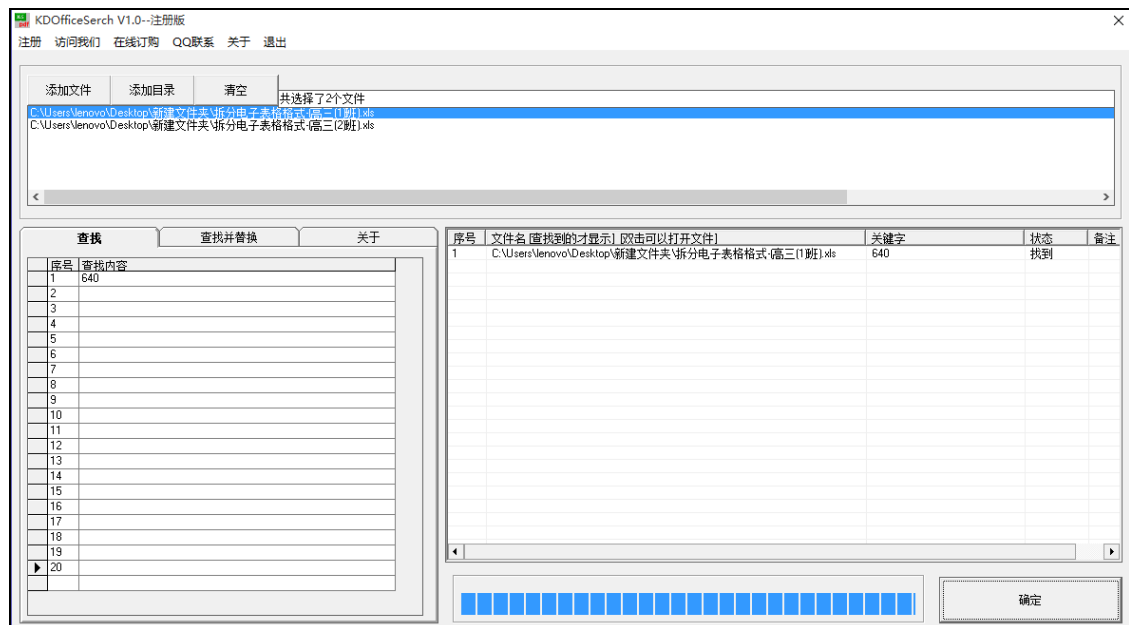 KDOfficeSerch V1.0--注册版
注册 访问我们 在线订购 QQ联系 关于 退出
添加文件 添加目录 清空 共选择了2个文件
C:\Users\lenovo\Desktop\新建文件夹\拆分电子表格格式-[高三(1)班].xls
C:\Users\lenovo\Desktop\新建文件夹\拆分电子表格格式-[高三(2)班].xls
查找 查找并替换 关于
序号 查找内容
1 640
2
3
4
5
6
7
8
9
10
11
12
13
14
15
16
17
18
19
20
序号 文件名 [查找到的才显示] [双击可以打开文件] 关键字 状态 备注
1 C:\Users\lenovo\Desktop\新建文件夹\拆分电子表格格式-[高三(1)班].xls 640 找到
确定